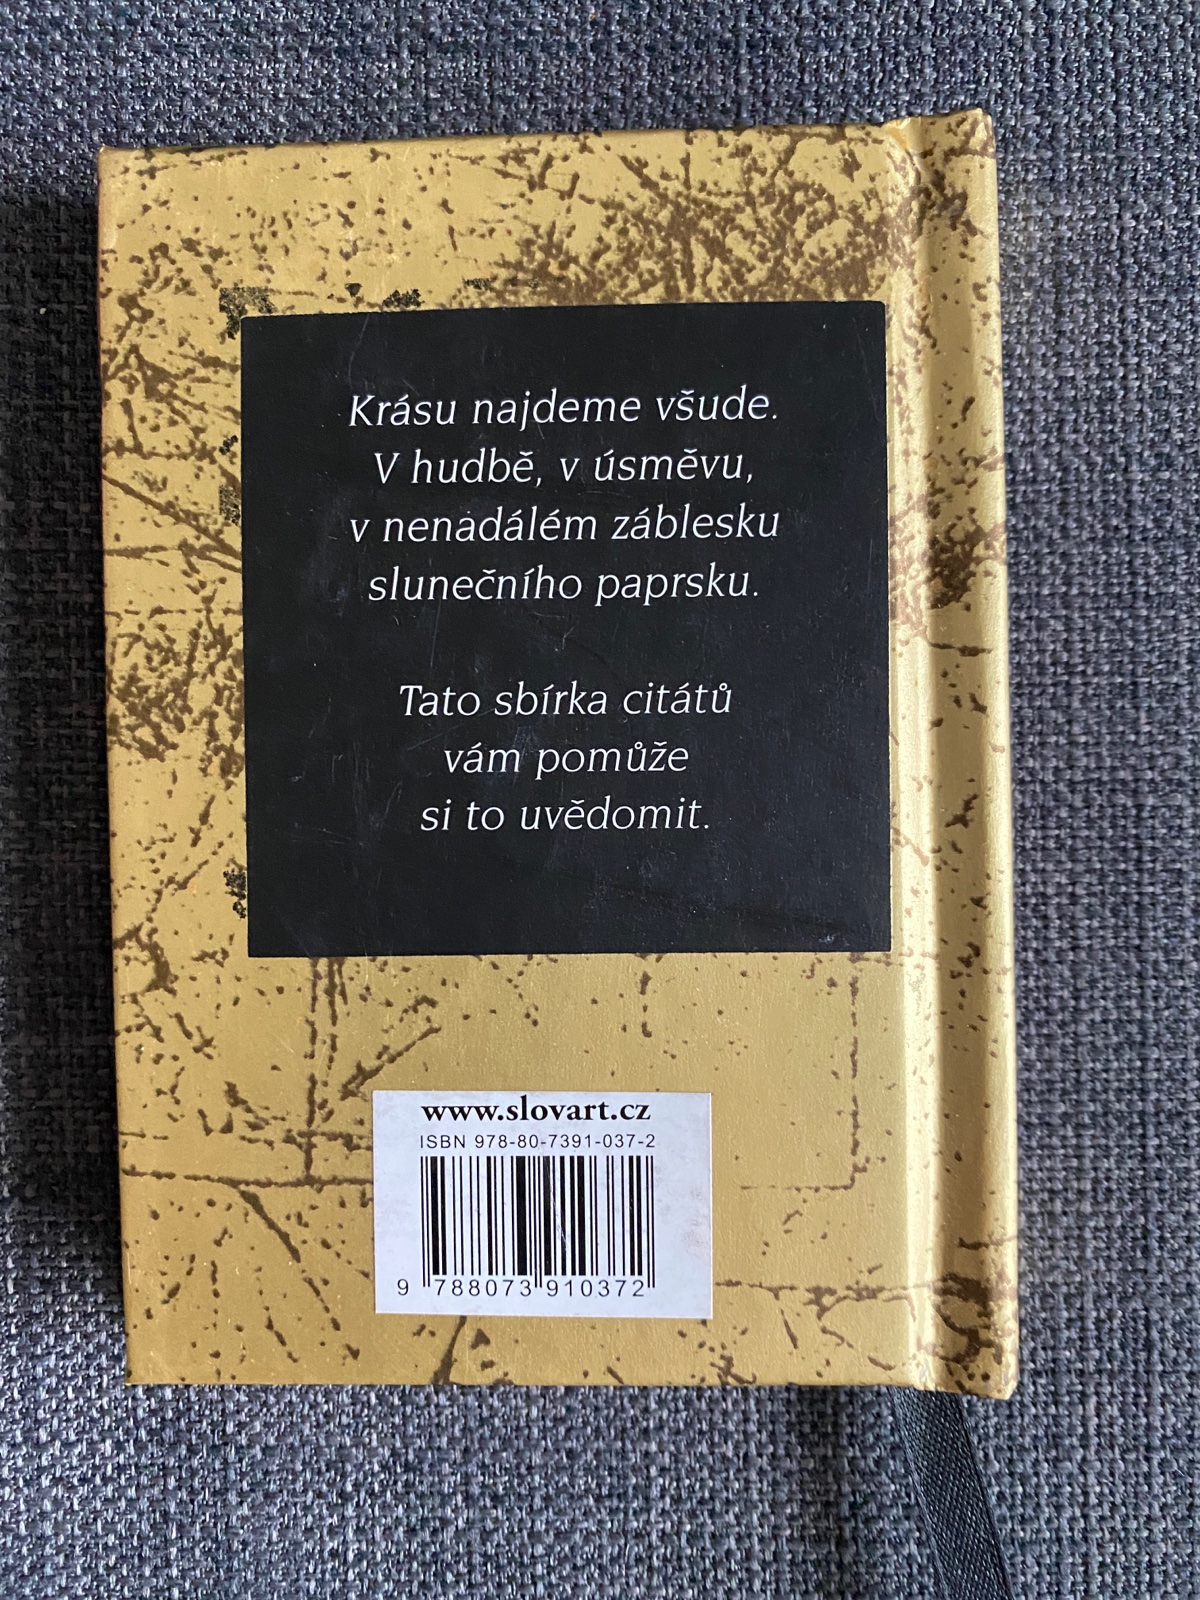 Krásu najdeme všude.
V hudbě, v úsměvu,
v nenadálém záblesku
slunečního paprsku.
Tato sbírka citátů
vám pomůže
si to uvědomit.
www.slovart.cz
ISBN 978-80-7391-037-2
9 788073 910372